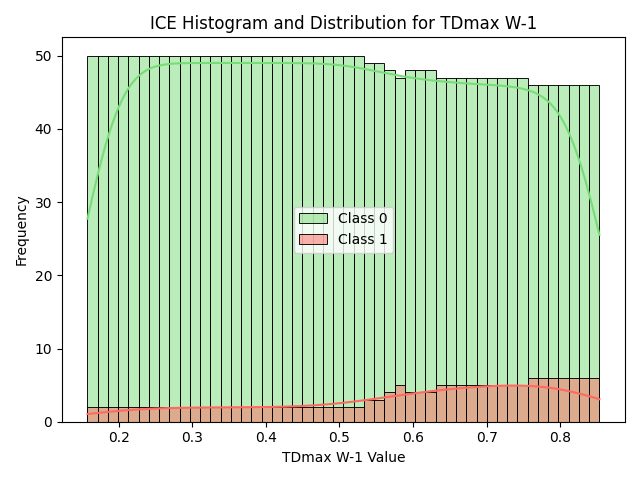 ICE Histogram and Distribution for TDmax W-1
50
40
30
20
10
0
Frequency
Class 0
Class 1
0.2 0.3 0.4 0.5 0.6 0.7 0.8
TDmax W-1 Value